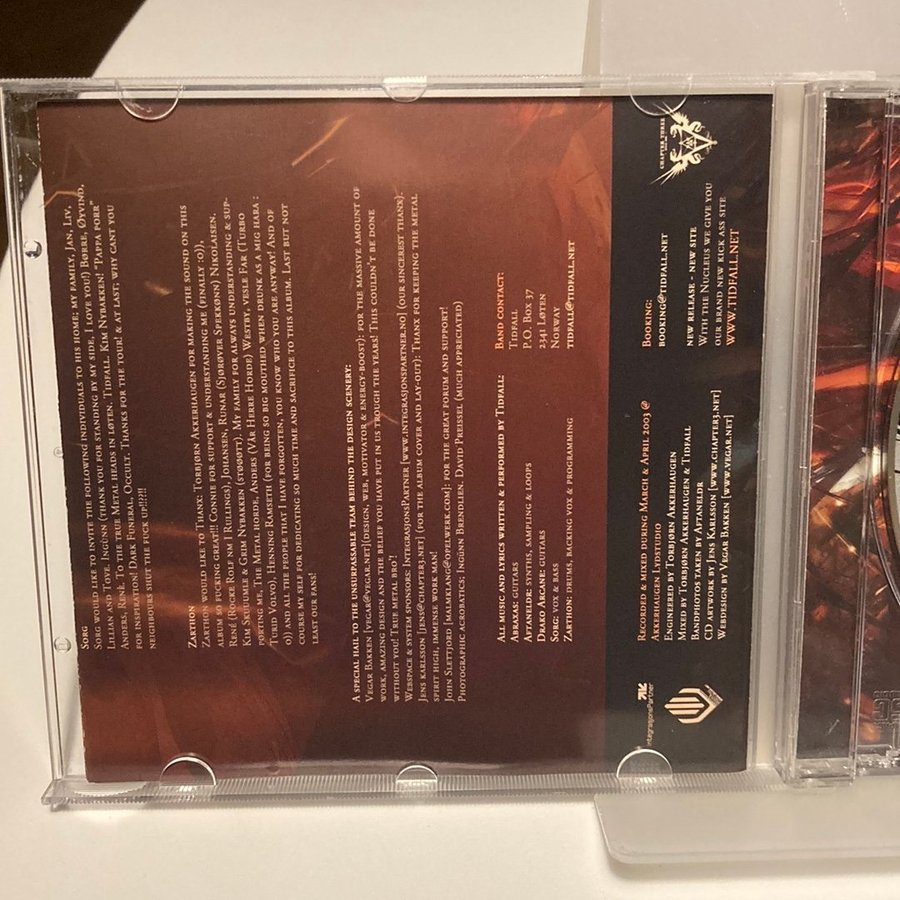 Sorg
Sorg would like to invite the following individuals to his home; my family, Jan, Liv,
Lillian and Tove. Ingunn (thank you for standing by my side, I love you!) Børre, Øyvind,
Anders, Renè. To the true Metal heads in Løten. Tidfall. Kim Nybakken! "Pappa Porr"
for inspiration! Dark Funeral, Occult. Thanks for the tour! & at last; why cant you
neighbours shut the fuck up!!??!!
Zarthon
Zarthon would like to Thanx: Torbjørn Akkerhaugen for making the sound on this
album so fucking great! Connie for support & understanding me (finally :o)),
Renè (Rocke Rolf nm i Rulings), Johansen, Runar (Sjørøver Spekkønn) Nikolaisen.
Kim Skutumle & Grim Nybakken (støøøtt). My family for always understanding & sup-
porting me, The Metal horde, Anders (Vår Herre Horde) Westby, vesle Far (Turbo
Turid Volvo), Henning Ramseth (for being so big mouthed when drunk as a mig hara :
o)) and all the people that I have forgotten, you know who you are anyway! And of
course my self for dedicating so much time and sacrifice to this album. Last but not
least our fans!
A special hail to the unsurpassable team behind the design scenery:
Vegar Bakken [vegar@vegar.net](design, web, motivator & energy-boost): for the massive amount of
work, amazing design and the belief you have put in us trough the years! This couldn't be done
without you! True metal bro'!
Webspace & system sponsors: IntegrasjonsPartner [www.integrasjonspartner.no] (our sincerest thanx).
Jens Karlsson [jens@chapter3.net] (for the album cover and lay-out): Thanx for keeping the metal
spirit high, immense work man!
John Slettjord [malmklang@opelwerk.com]: for the great forum and support!
Photographic acrobatics: Inginn Brendlien. David Preissel (much appreciated)
All music and lyrics written & performed by Tidfall:
Abraxas: guitars
Aftaneldr: synths, sampling & loops
Drako Arcane: guitars
Sorg: vox & bass
Zarthon: drums, backing vox & programming
Band contact:
Tidfall
P.O. Box 37
2341 Løten
Norway
tidfall@tidfall.net
IntegrasjonsPartner
Recorded & mixed during March & April 2003 @
Akkerhaugen Lydstudio
Engineered by Torbjørn Akkerhaugen
Mixed by Torbjørn Akkerhaugen & Tidfall
Bandphotos taken by Aftaneldr
CD artwork by Jens Karlsson [www.chapter3.net]
Webdesign by Vegar Bakken [www.vegar.net]
Booking:
booking@tidfall.net
new release - new site
With the Nucleus we give you
our brand new kick ass site
www.tidfall.net
Chapter Three